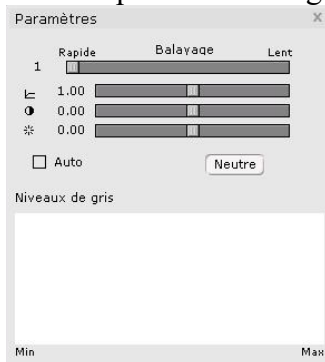 Paramètres x
Rapide Balayage Lent
1
1.00
0.00
0.00
Auto Neutre
Niveaux de gris
Min Max